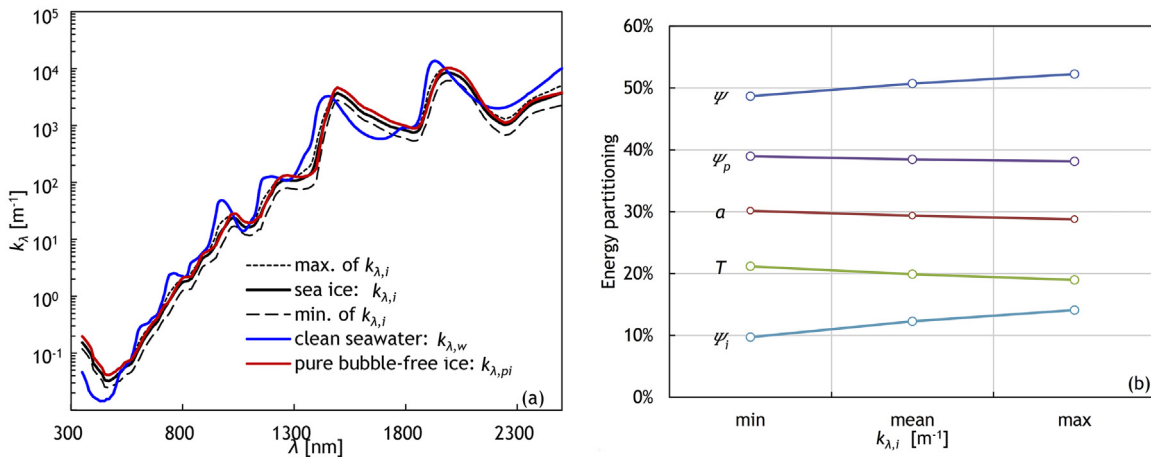 10^5
10^4
10^3
10^2
10^1
10^0
10^-1
k_λ [m^-1]
max. of k_λ,i
sea ice: k_λ,i
min. of k_λ,i
clean seawater: k_λ,w
pure bubble-free ice: k_λ,pi
(a)
300 800 1300 1800 2300
λ [nm]
60%
50%
40%
30%
20%
10%
0%
Energy partitioning
Ψ
Ψ_p
a
T
Ψ_i
(b)
min mean max
k_λ,i [m^-1]